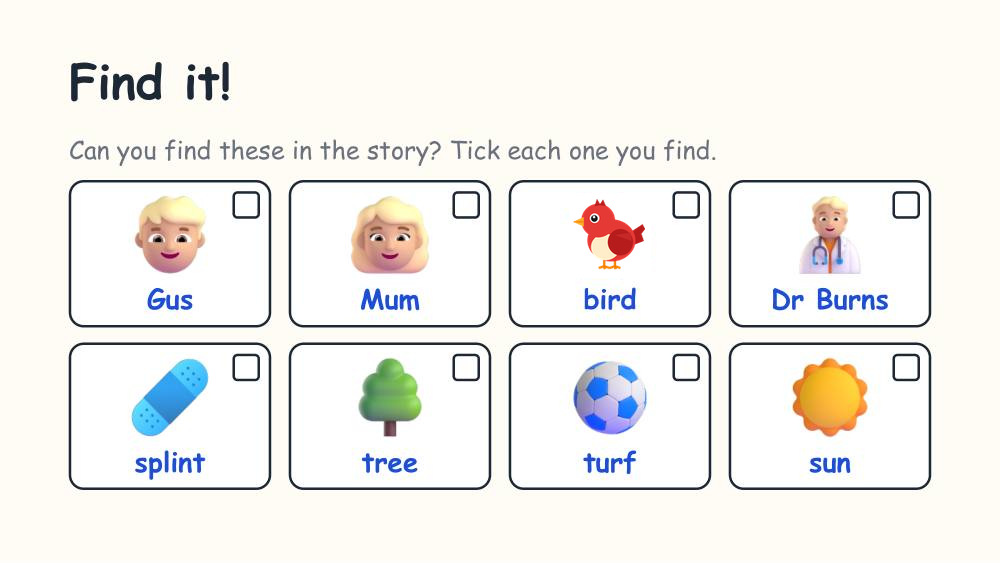 Find it!
Can you find these in the story? Tick each one you find.
Gus
Mum
bird
Dr Burns
splint
tree
turf
sun